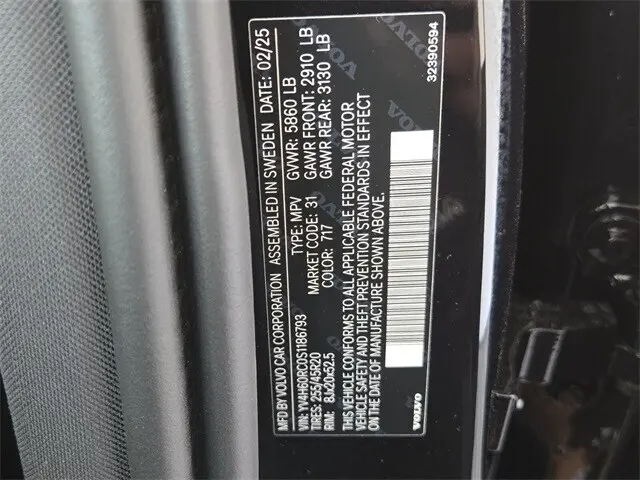 MFD BY VOLVO CAR CORPORATION ASSEMBLED IN SWEDEN DATE: 02/25
VIN: YV4H60RC0S1186793 TYPE: MPV GVWR: 5860 LB
TIRES: 255/45R20 MARKET CODE: 31 GAWR FRONT: 2910 LB
RIM: 8Jx20x52.5 COLOR: 717 GAWR REAR: 3130 LB
THIS VEHICLE CONFORMS TO ALL APPLICABLE FEDERAL MOTOR
VEHICLE SAFETY AND THEFT PREVENTION STANDARDS IN EFFECT
ON THE DATE OF MANUFACTURE SHOWN ABOVE.
VOLVO
32390594